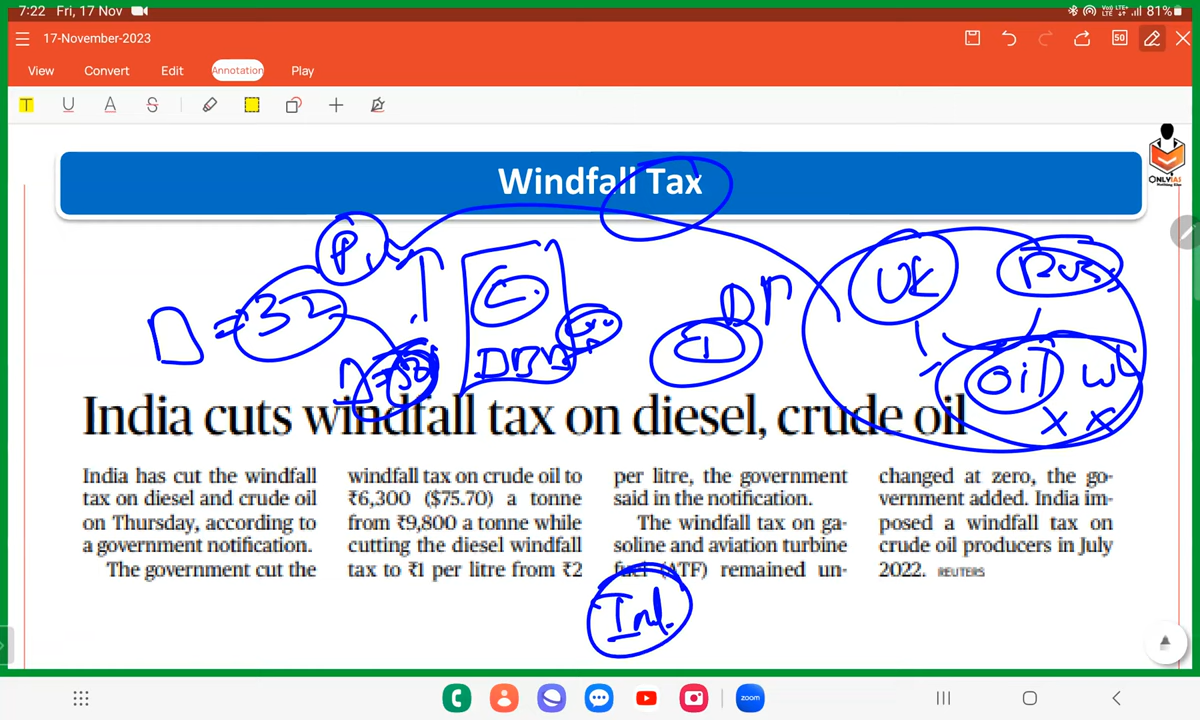 7:22 Fri, 17 Nov 81%
17-November-2023
50
View Convert Edit Annotation Play
T U A S
ONLYIAS
Nothing Else
Windfall Tax
P
UK Rus
D = 32
D
Oil
x x
India cuts windfall tax on diesel, crude oil
India has cut the windfall
tax on diesel and crude oil
on Thursday, according to
a government notification.
The government cut the
windfall tax on crude oil to
₹6,300 ($75.70) a tonne
from ₹9,800 a tonne while
cutting the diesel windfall
tax to ₹1 per litre from ₹2
per litre, the government
said in the notification.
The windfall tax on ga-
soline and aviation turbine
fuel (ATF) remained un-
changed at zero, the go-
vernment added. India im-
posed a windfall tax on
crude oil producers in July
2022. REUTERS
Ind.
zoom